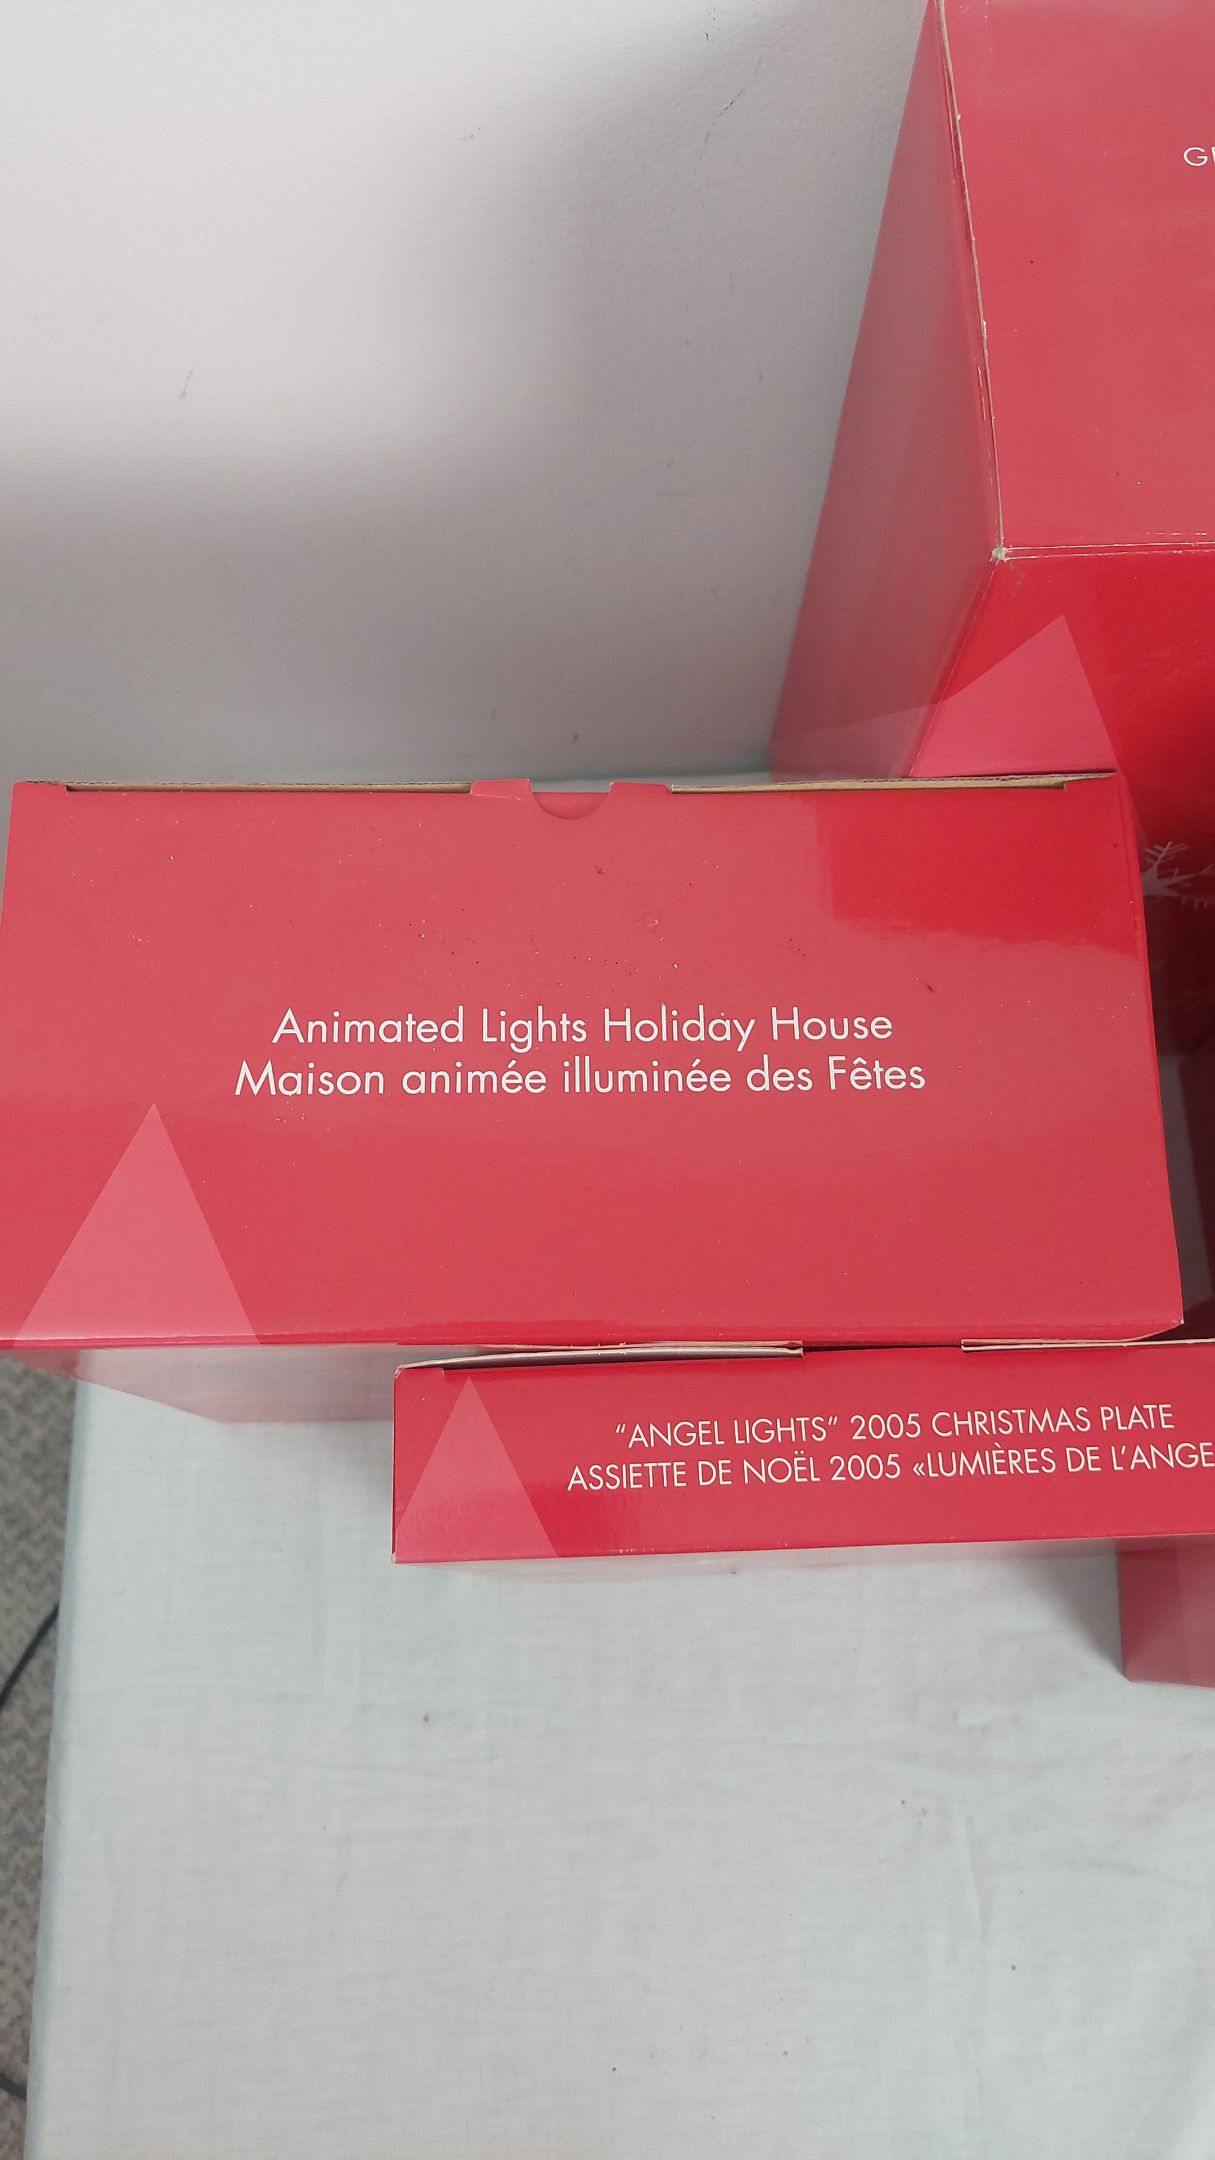 Animated Lights Holiday House
Maison animée illuminée des Fêtes
“ANGEL LIGHTS” 2005 CHRISTMAS PLATE
ASSIETTE DE NOËL 2005 «LUMIÈRES DE L’ANGE